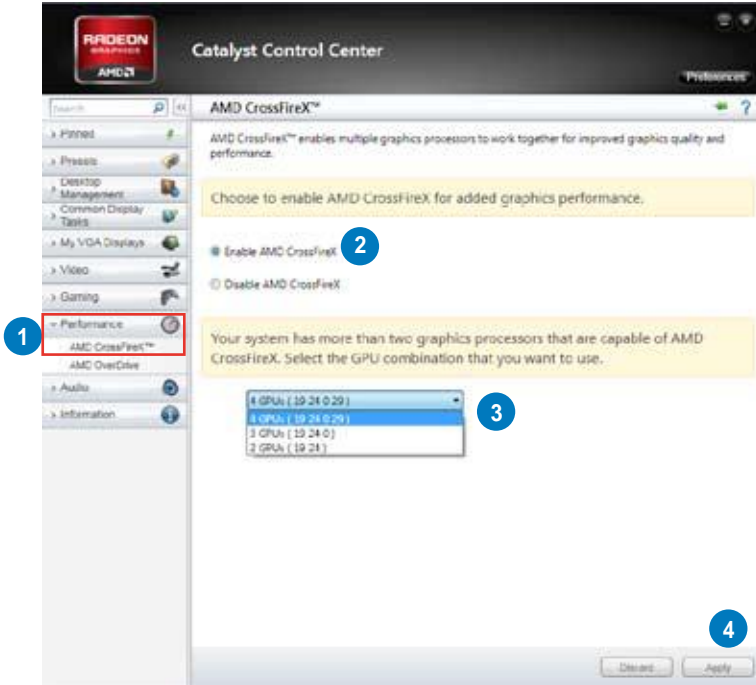 RADEON
GRAPHICS
AMD
Catalyst Control Center
Preferences
Search
AMD CrossFireX™
?
› Pinned
› Presets
› Desktop
Management
› Common Display
Tasks
› My VGA Displays
› Video
› Gaming
Performance
AMD CrossFireX™
AMD OverDrive
› Audio
› Information
AMD CrossFireX™ enables multiple graphics processors to work together for improved graphics quality and
performance.
Choose to enable AMD CrossFireX for added graphics performance.
Enable AMD CrossFireX
2
Disable AMD CrossFireX
1
Your system has more than two graphics processors that are capable of AMD
CrossFireX. Select the GPU combination that you want to use.
4 GPUs ( 19 24 0 29 )
3
4 GPUs ( 19 24 0 29 )
3 GPUs ( 19 24 0 )
2 GPUs ( 19 24 )
4
Discard
Apply